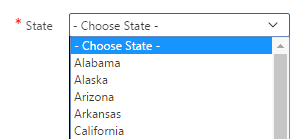 * State - Choose State -
- Choose State -
Alabama
Alaska
Arizona
Arkansas
California